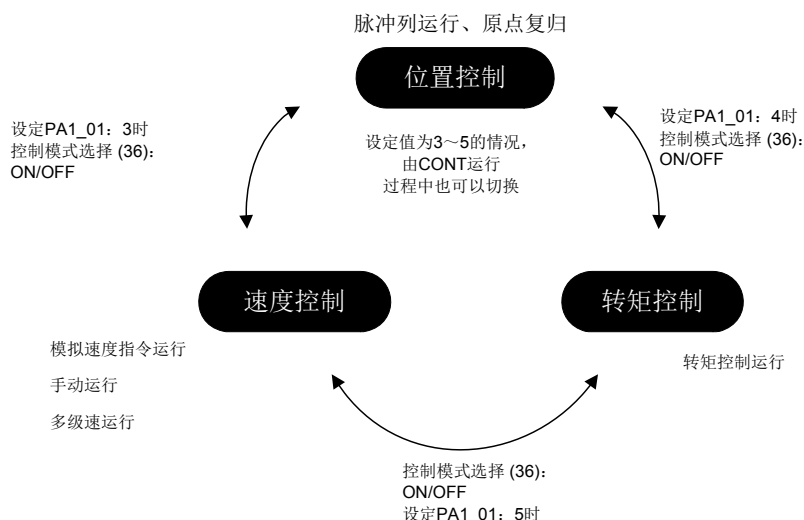 脉冲列运行、原点复归
位置控制
设定PA1_01：3时
控制模式选择 (36)：
ON/OFF
设定值为3～5的情况，
由CONT运行
过程中也可以切换
设定PA1_01：4时
控制模式选择 (36)：
ON/OFF
速度控制
转矩控制
模拟速度指令运行
手动运行
多级速运行
转矩控制运行
控制模式选择 (36)：
ON/OFF
设定PA1_01：5时